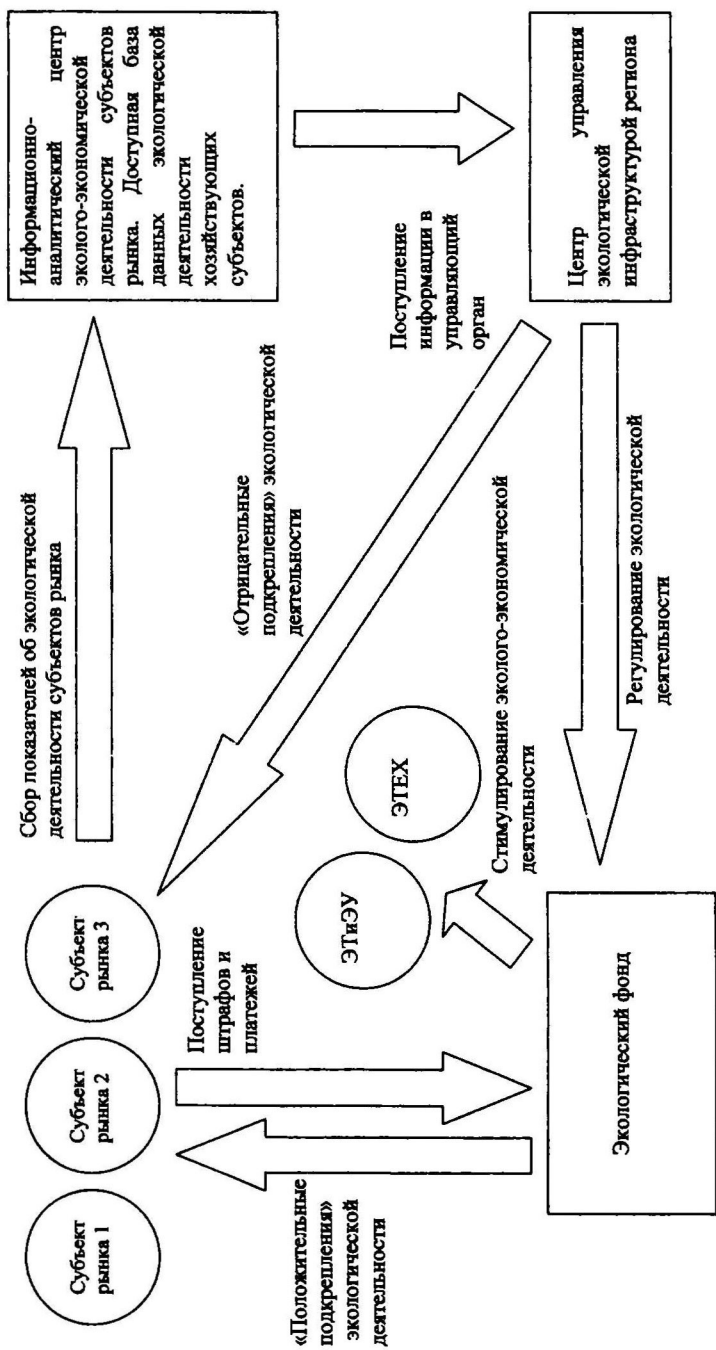 Субъект
рынка 1
Субъект
рынка 2
Субъект
рынка 3
Сбор показателей об экологической
деятельности субъектов рынка
Информационно-
аналитический центр
эколого-экономической
деятельности субъектов
рынка. Доступная база
данных экологической
деятельности
хозяйствующих
субъектов.
«Положительные
подкрепления»
экологической
деятельности
Поступление
штрафов и
платежей
«Отрицательные
подкрепления» экологической
деятельности
Поступление
информации в
управляющий
орган
ЭТиЭУ
ЭТЕХ
Стимулирование эколого-экономической
деятельности
Экологический фонд
Регулирование экологической
деятельности
Центр управления
экологической
инфраструктурой региона